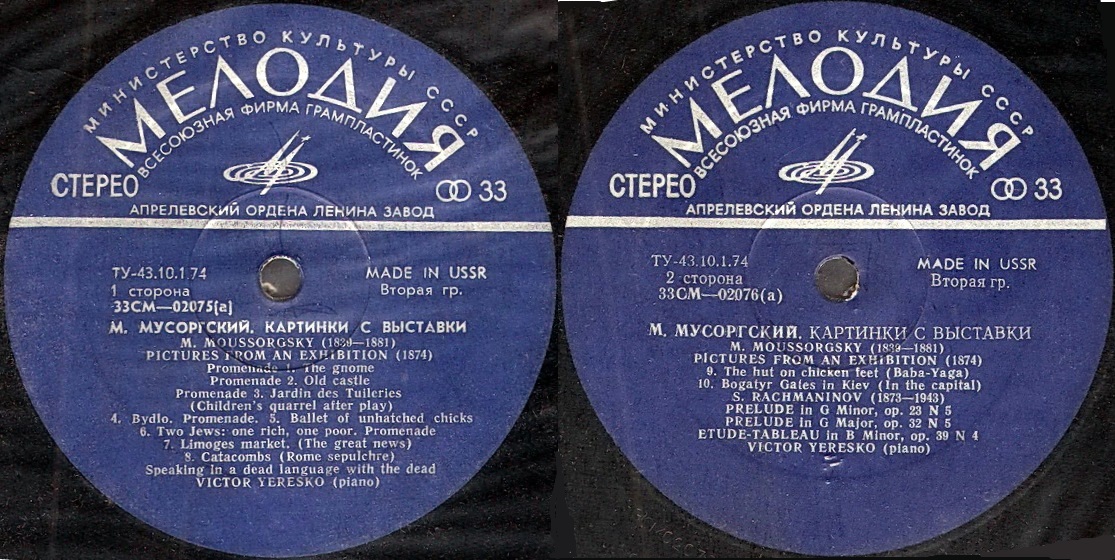 МИНИСТЕРСТВО КУЛЬТУРЫ СССР
МЕЛОДИЯ
ВСЕСОЮЗНАЯ ФИРМА ГРАМПЛАСТИНОК
СТЕРЕО
33
АПРЕЛЕВСКИЙ ОРДЕНА ЛЕНИНА ЗАВОД
ТУ-43.10.1.74
MADE IN USSR
1 сторона
Вторая гр.
33СМ—02075(а)
М. МУСОРГСКИЙ. КАРТИНКИ С ВЫСТАВКИ
M. MOUSSORGSKY (1839—1881)
PICTURES FROM AN EXHIBITION (1874)
Promenade 1. The gnome
Promenade 2. Old castle
Promenade 3. Jardin des Tuileries
(Children's quarrel after play)
4. Bydlo. Promenade. 5. Ballet of unhatched chicks
6. Two Jews: one rich, one poor. Promenade
7. Limoges market. (The great news)
8. Catacombs (Rome sepulchre)
Speaking in a dead language with the dead
VICTOR YERESKO (piano)
МИНИСТЕРСТВО КУЛЬТУРЫ СССР
МЕЛОДИЯ
ВСЕСОЮЗНАЯ ФИРМА ГРАМПЛАСТИНОК
СТЕРЕО
33
АПРЕЛЕВСКИЙ ОРДЕНА ЛЕНИНА ЗАВОД
ТУ-43.10.1.74
MADE IN USSR
2 сторона
Вторая гр.
33СМ—02076(а)
М. МУСОРГСКИЙ. КАРТИНКИ С ВЫСТАВКИ
M. MOUSSORGSKY (1839—1881)
PICTURES FROM AN EXHIBITION (1874)
9. The hut on chicken feet (Baba-Yaga)
10. Bogatyr Gates in Kiev (In the capital)
S. RACHMANINOV (1873—1943)
PRELUDE in G Minor, op. 23 N 5
PRELUDE in G Major, op. 32 N 5
ETUDE-TABLEAU in B Minor, op. 39 N 4
VICTOR YERESKO (piano)